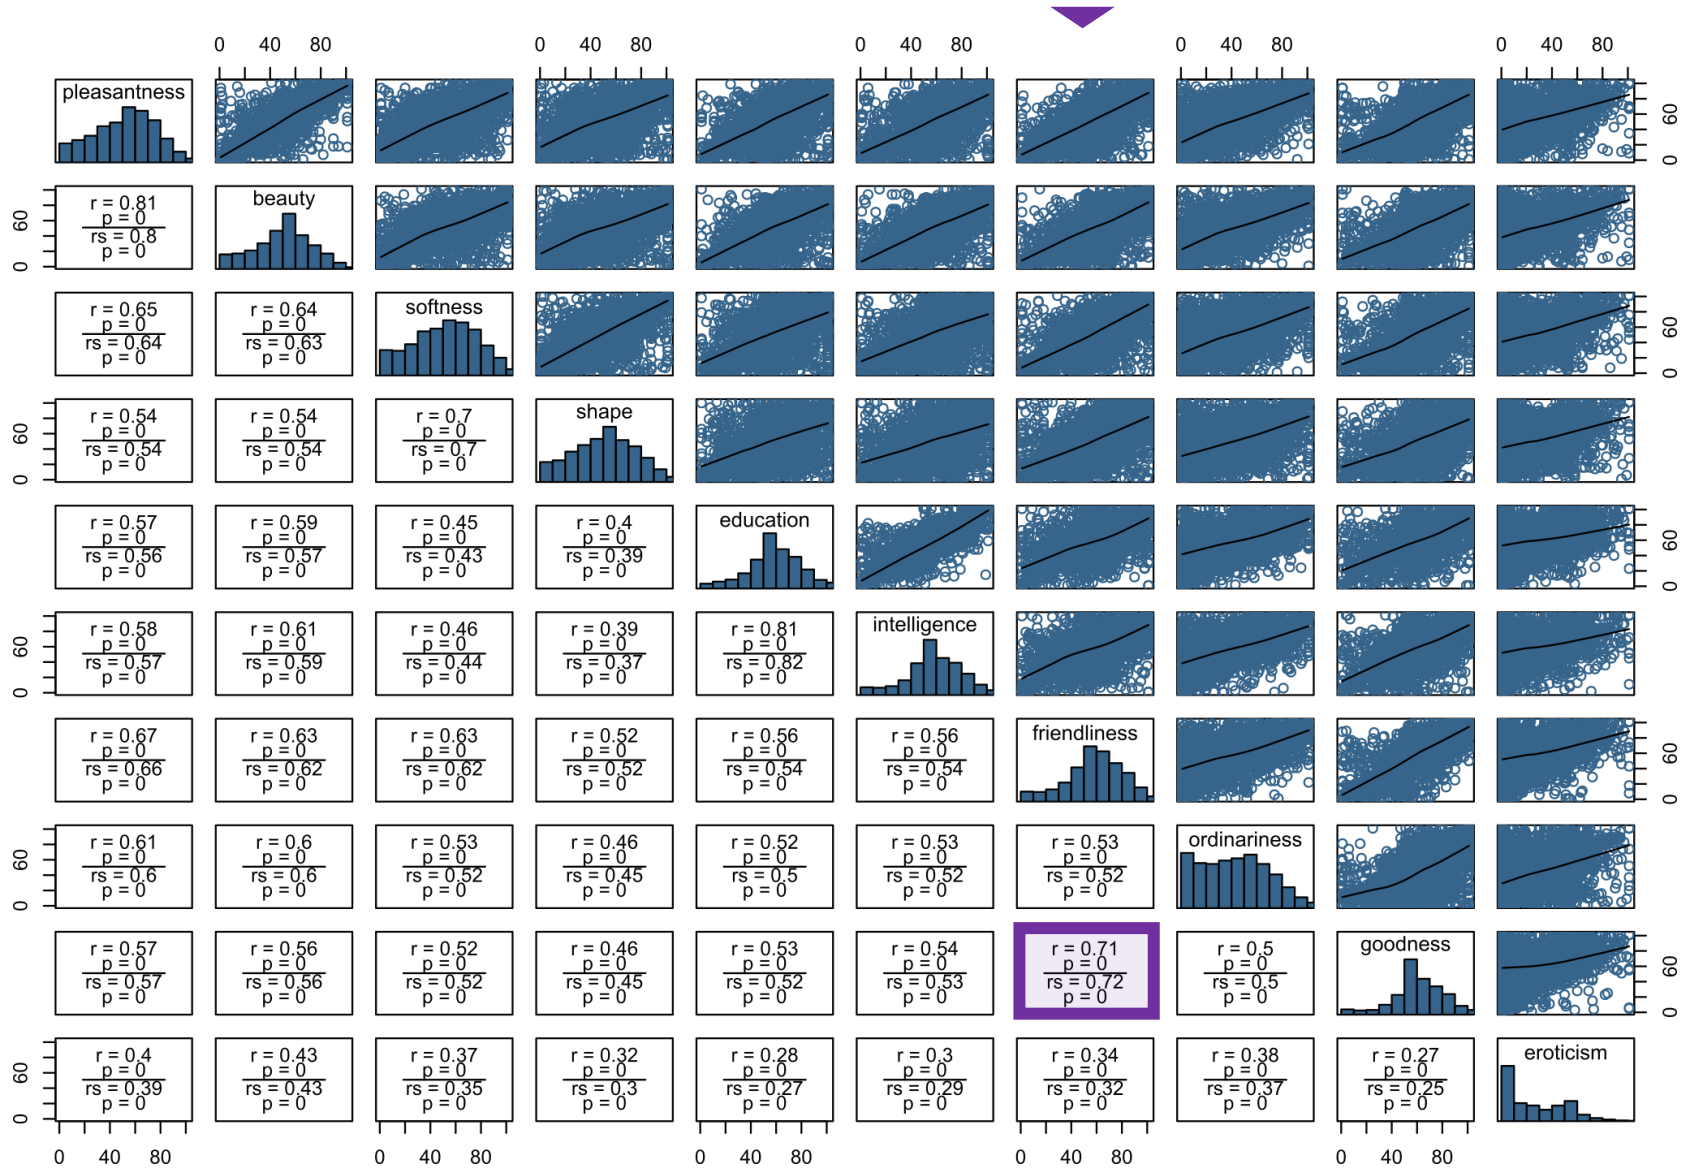 0 40 80 0 40 80 0 40 80 0 40 80 0 40 80
pleasantness
60
0
60
0
r = 0.81
p = 0
rs = 0.8
p = 0
beauty
r = 0.65
p = 0
rs = 0.64
p = 0
r = 0.64
p = 0
rs = 0.63
p = 0
softness
60
0
60
0
r = 0.54
p = 0
rs = 0.54
p = 0
r = 0.54
p = 0
rs = 0.54
p = 0
r = 0.7
p = 0
rs = 0.7
p = 0
shape
r = 0.57
p = 0
rs = 0.56
p = 0
r = 0.59
p = 0
rs = 0.57
p = 0
r = 0.45
p = 0
rs = 0.43
p = 0
r = 0.4
p = 0
rs = 0.39
p = 0
education
60
0
60
0
r = 0.58
p = 0
rs = 0.57
p = 0
r = 0.61
p = 0
rs = 0.59
p = 0
r = 0.46
p = 0
rs = 0.44
p = 0
r = 0.39
p = 0
rs = 0.37
p = 0
r = 0.81
p = 0
rs = 0.82
p = 0
intelligence
r = 0.67
p = 0
rs = 0.66
p = 0
r = 0.63
p = 0
rs = 0.62
p = 0
r = 0.63
p = 0
rs = 0.62
p = 0
r = 0.52
p = 0
rs = 0.52
p = 0
r = 0.56
p = 0
rs = 0.54
p = 0
r = 0.56
p = 0
rs = 0.54
p = 0
friendliness
60
0
60
0
r = 0.61
p = 0
rs = 0.6
p = 0
r = 0.6
p = 0
rs = 0.6
p = 0
r = 0.53
p = 0
rs = 0.52
p = 0
r = 0.46
p = 0
rs = 0.45
p = 0
r = 0.52
p = 0
rs = 0.5
p = 0
r = 0.53
p = 0
rs = 0.52
p = 0
r = 0.53
p = 0
rs = 0.52
p = 0
ordinariness
r = 0.57
p = 0
rs = 0.57
p = 0
r = 0.56
p = 0
rs = 0.56
p = 0
r = 0.52
p = 0
rs = 0.52
p = 0
r = 0.46
p = 0
rs = 0.45
p = 0
r = 0.53
p = 0
rs = 0.52
p = 0
r = 0.54
p = 0
rs = 0.53
p = 0
r = 0.71
p = 0
rs = 0.72
p = 0
r = 0.5
p = 0
rs = 0.5
p = 0
goodness
60
0
60
0
r = 0.4
p = 0
rs = 0.39
p = 0
r = 0.43
p = 0
rs = 0.43
p = 0
r = 0.37
p = 0
rs = 0.35
p = 0
r = 0.32
p = 0
rs = 0.3
p = 0
r = 0.28
p = 0
rs = 0.27
p = 0
r = 0.3
p = 0
rs = 0.29
p = 0
r = 0.34
p = 0
rs = 0.32
p = 0
r = 0.38
p = 0
rs = 0.37
p = 0
r = 0.27
p = 0
rs = 0.25
p = 0
eroticism
0 40 80 0 40 80 0 40 80 0 40 80 0 40 80